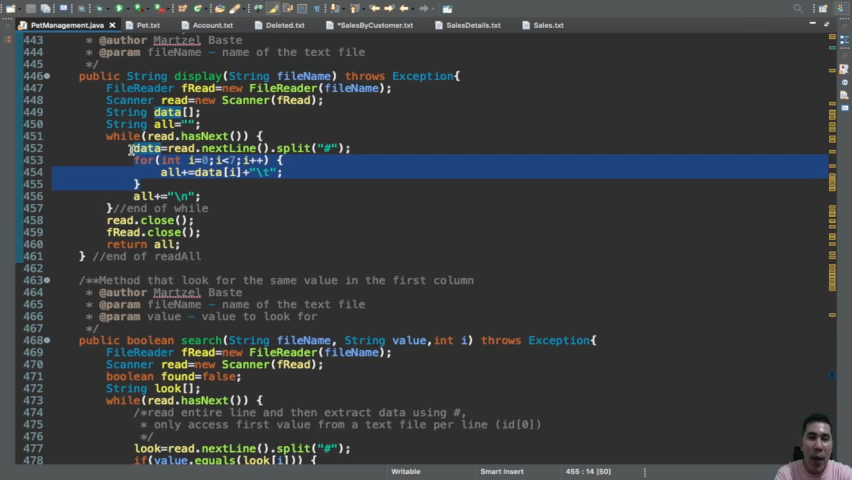 PetManagement.java
Pet.txt
Account.txt
Deleted.txt
*SalesByCustomer.txt
SalesDetails.txt
Sales.txt
443 * @author Martzel Baste
444 * @param fileName - name of the text file
445 */
446 public String display(String fileName) throws Exception{
447 FileReader fRead=new FileReader(fileName);
448 Scanner read=new Scanner(fRead);
449 String data[];
450 String all="";
451 while(read.hasNext()) {
452 data=read.nextLine().split("#");
453 for(int i=0;i<7;i++) {
454 all+=data[i]+"\t";
455 }
456 all+="\n";
457 }//end of while
458 read.close();
459 fRead.close();
460 return all;
461 } //end of readAll
462
463 /**Method that look for the same value in the first column
464 * @author Martzel Baste
465 * @param fileName - name of the text file
466 * @param value - value to look for
467 */
468 public boolean search(String fileName, String value,int i) throws Exception{
469 FileReader fRead=new FileReader(fileName);
470 Scanner read=new Scanner(fRead);
471 boolean found=false;
472 String look[];
473 while(read.hasNext()) {
474 /*read entire line and then extract data using #,
475 * only access first value from a text file per line (id[0])
476 */
477 look=read.nextLine().split("#");
478 if(value.equals(look[i])) {
Writable
Smart Insert
455 : 14 [50]